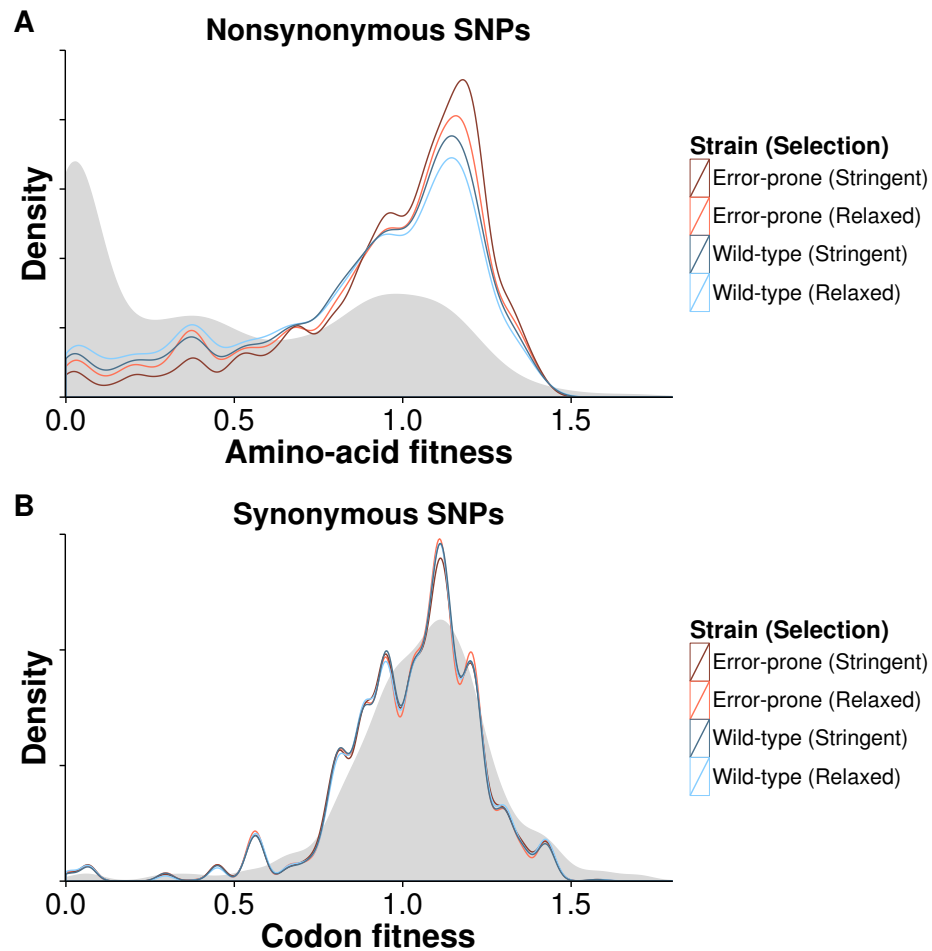 A
Nonsynonymous SNPs
Density
0.0 0.5 1.0 1.5
Amino-acid fitness
Strain (Selection)
Error-prone (Stringent)
Error-prone (Relaxed)
Wild-type (Stringent)
Wild-type (Relaxed)
B
Synonymous SNPs
Density
0.0 0.5 1.0 1.5
Codon fitness
Strain (Selection)
Error-prone (Stringent)
Error-prone (Relaxed)
Wild-type (Stringent)
Wild-type (Relaxed)